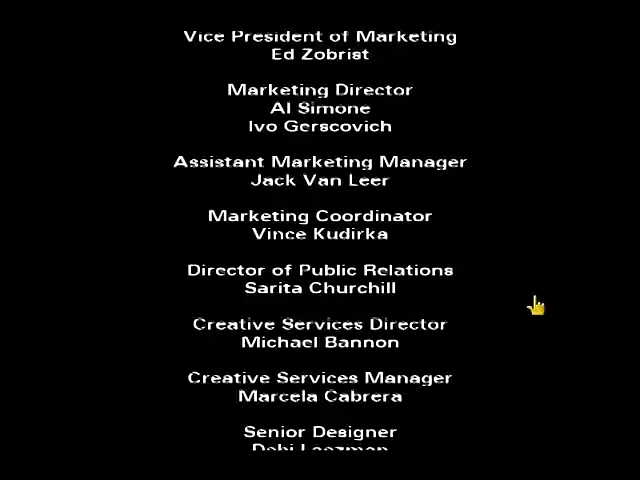 Vice President of Marketing
Ed Zobrist
Marketing Director
Al Simone
Ivo Gerscovich
Assistant Marketing Manager
Jack Van Leer
Marketing Coordinator
Vince Kudirka
Director of Public Relations
Sarita Churchill
Creative Services Director
Michael Bannon
Creative Services Manager
Marcela Cabrera
Senior Designer